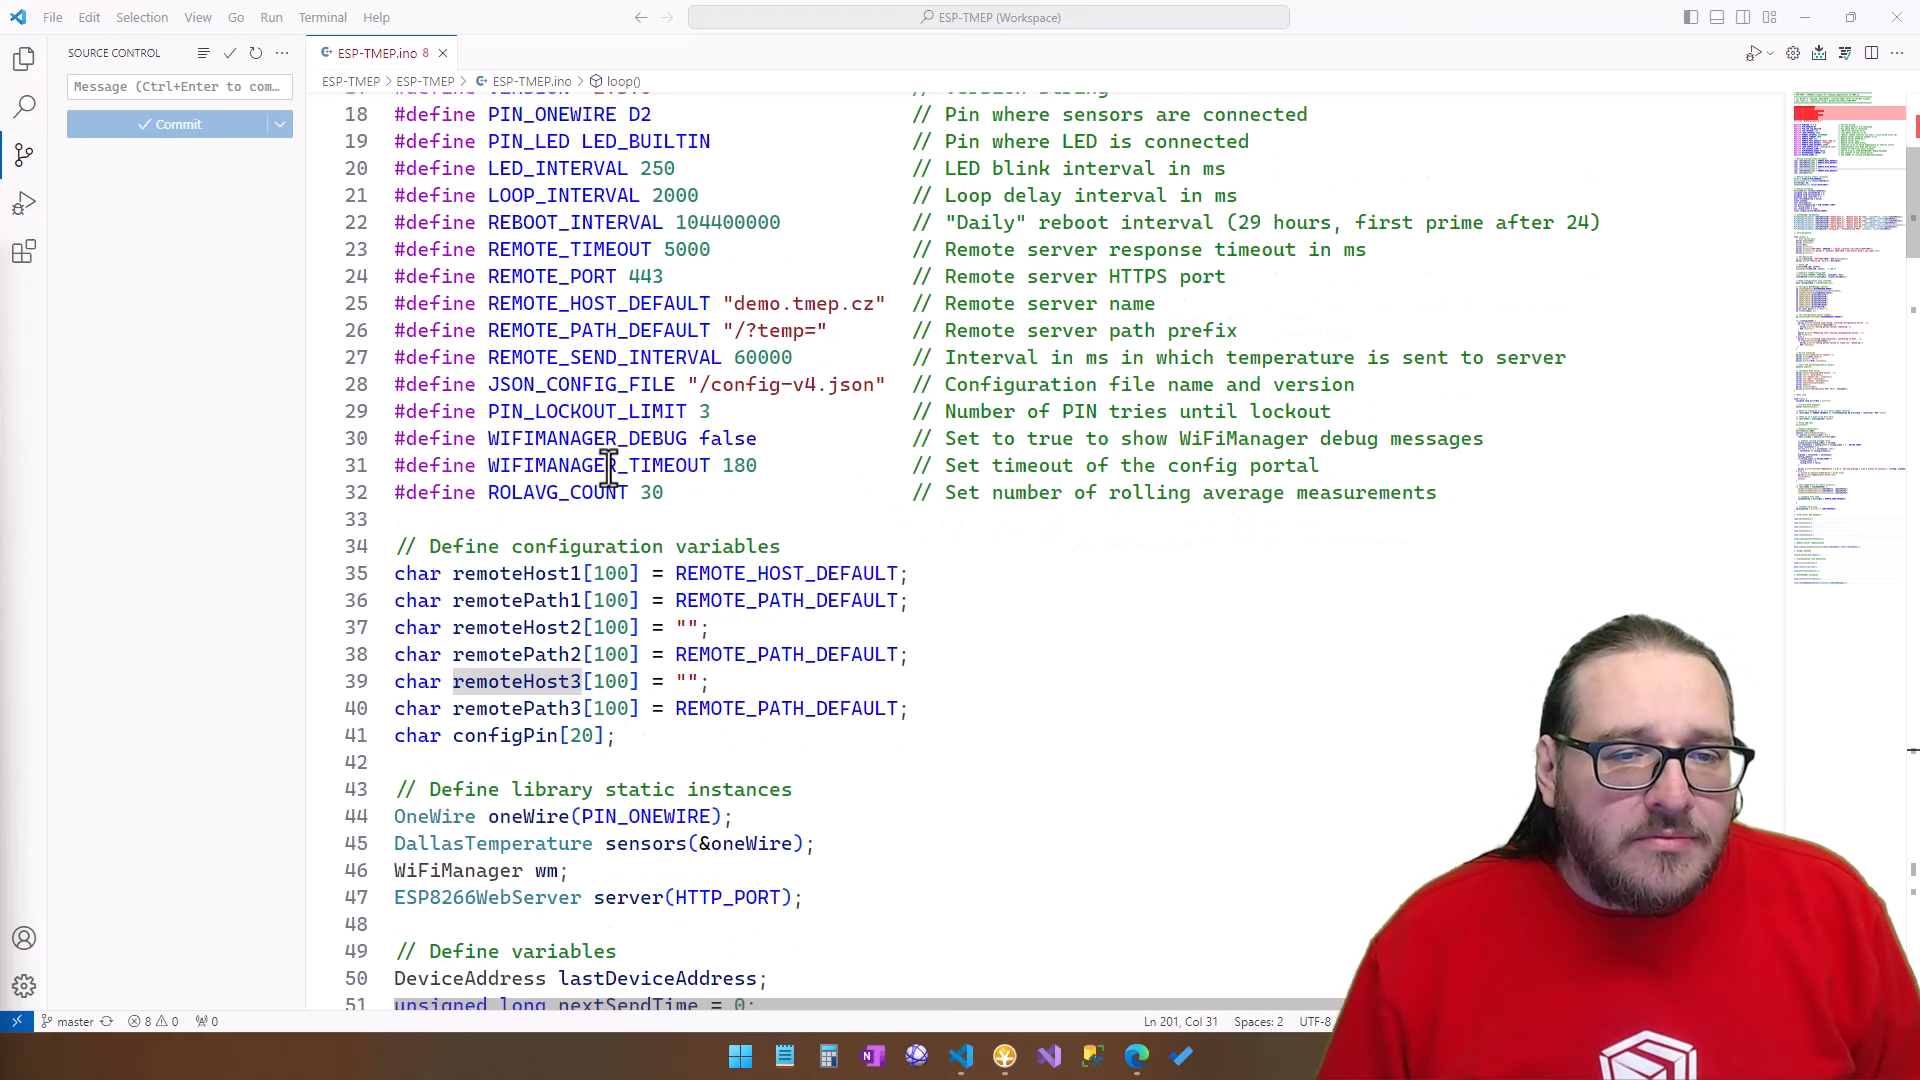 File Edit Selection View Go Run Terminal Help
ESP-TMEP (Workspace)
SOURCE CONTROL
ESP-TMEP.ino 8
Message (Ctrl+Enter to com...
ESP-TMEP > ESP-TMEP > ESP-TMEP.ino > loop()
Commit
18 #define PIN_ONEWIRE D2 // Pin where sensors are connected
19 #define PIN_LED LED_BUILTIN // Pin where LED is connected
20 #define LED_INTERVAL 250 // LED blink interval in ms
21 #define LOOP_INTERVAL 2000 // Loop delay interval in ms
22 #define REBOOT_INTERVAL 104400000 // "Daily" reboot interval (29 hours, first prime after 24)
23 #define REMOTE_TIMEOUT 5000 // Remote server response timeout in ms
24 #define REMOTE_PORT 443 // Remote server HTTPS port
25 #define REMOTE_HOST_DEFAULT "demo.tmep.cz" // Remote server name
26 #define REMOTE_PATH_DEFAULT "/?temp=" // Remote server path prefix
27 #define REMOTE_SEND_INTERVAL 60000 // Interval in ms in which temperature is sent to server
28 #define JSON_CONFIG_FILE "/config-v4.json" // Configuration file name and version
29 #define PIN_LOCKOUT_LIMIT 3 // Number of PIN tries until lockout
30 #define WIFIMANAGER_DEBUG false // Set to true to show WiFiManager debug messages
31 #define WIFIMANAGER_TIMEOUT 180 // Set timeout of the config portal
32 #define ROLAVG_COUNT 30 // Set number of rolling average measurements
33
34 // Define configuration variables
35 char remoteHost1[100] = REMOTE_HOST_DEFAULT;
36 char remotePath1[100] = REMOTE_PATH_DEFAULT;
37 char remoteHost2[100] = "";
38 char remotePath2[100] = REMOTE_PATH_DEFAULT;
39 char remoteHost3[100] = "";
40 char remotePath3[100] = REMOTE_PATH_DEFAULT;
41 char configPin[20];
42
43 // Define library static instances
44 OneWire oneWire(PIN_ONEWIRE);
45 DallasTemperature sensors(&oneWire);
46 WiFiManager wm;
47 ESP8266WebServer server(HTTP_PORT);
48
49 // Define variables
50 DeviceAddress lastDeviceAddress;
51 unsigned long nextSendTime = 0;
master 8 0 0 Ln 201, Col 31 Spaces: 2 UTF-8